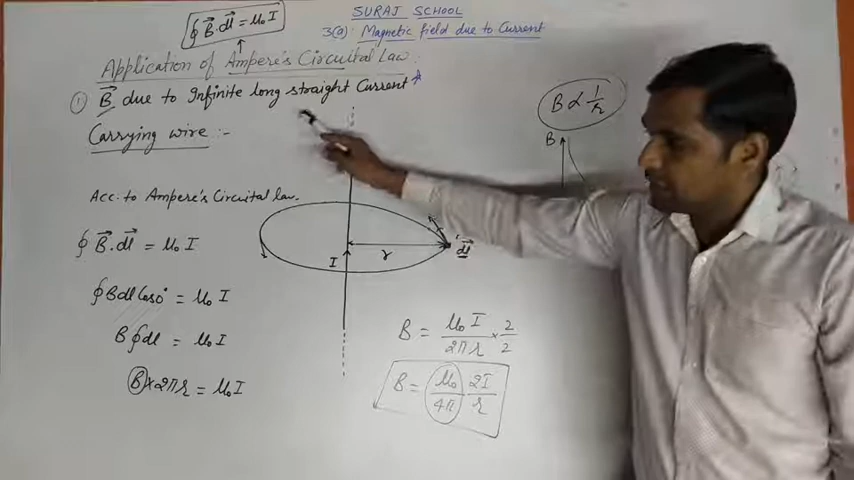 SURAJ SCHOOL
3(a): Magnetic field due to Current
∮B⃗.dl⃗ = μ₀I
Application of Ampere's Circuital Law:
① B⃗ due to Infinite long straight Current
Carrying wire :-
B ∝ 1/r
B
Acc. to Ampere's Circuital law.
∮B⃗.dl⃗ = μ₀I
I
r
dl⃗
∮Bdl Cos0° = μ₀I
B∮dl = μ₀I
B×2πr = μ₀I
B = μ₀I/2πr × 2/2
B = μ₀/4π 2I/r